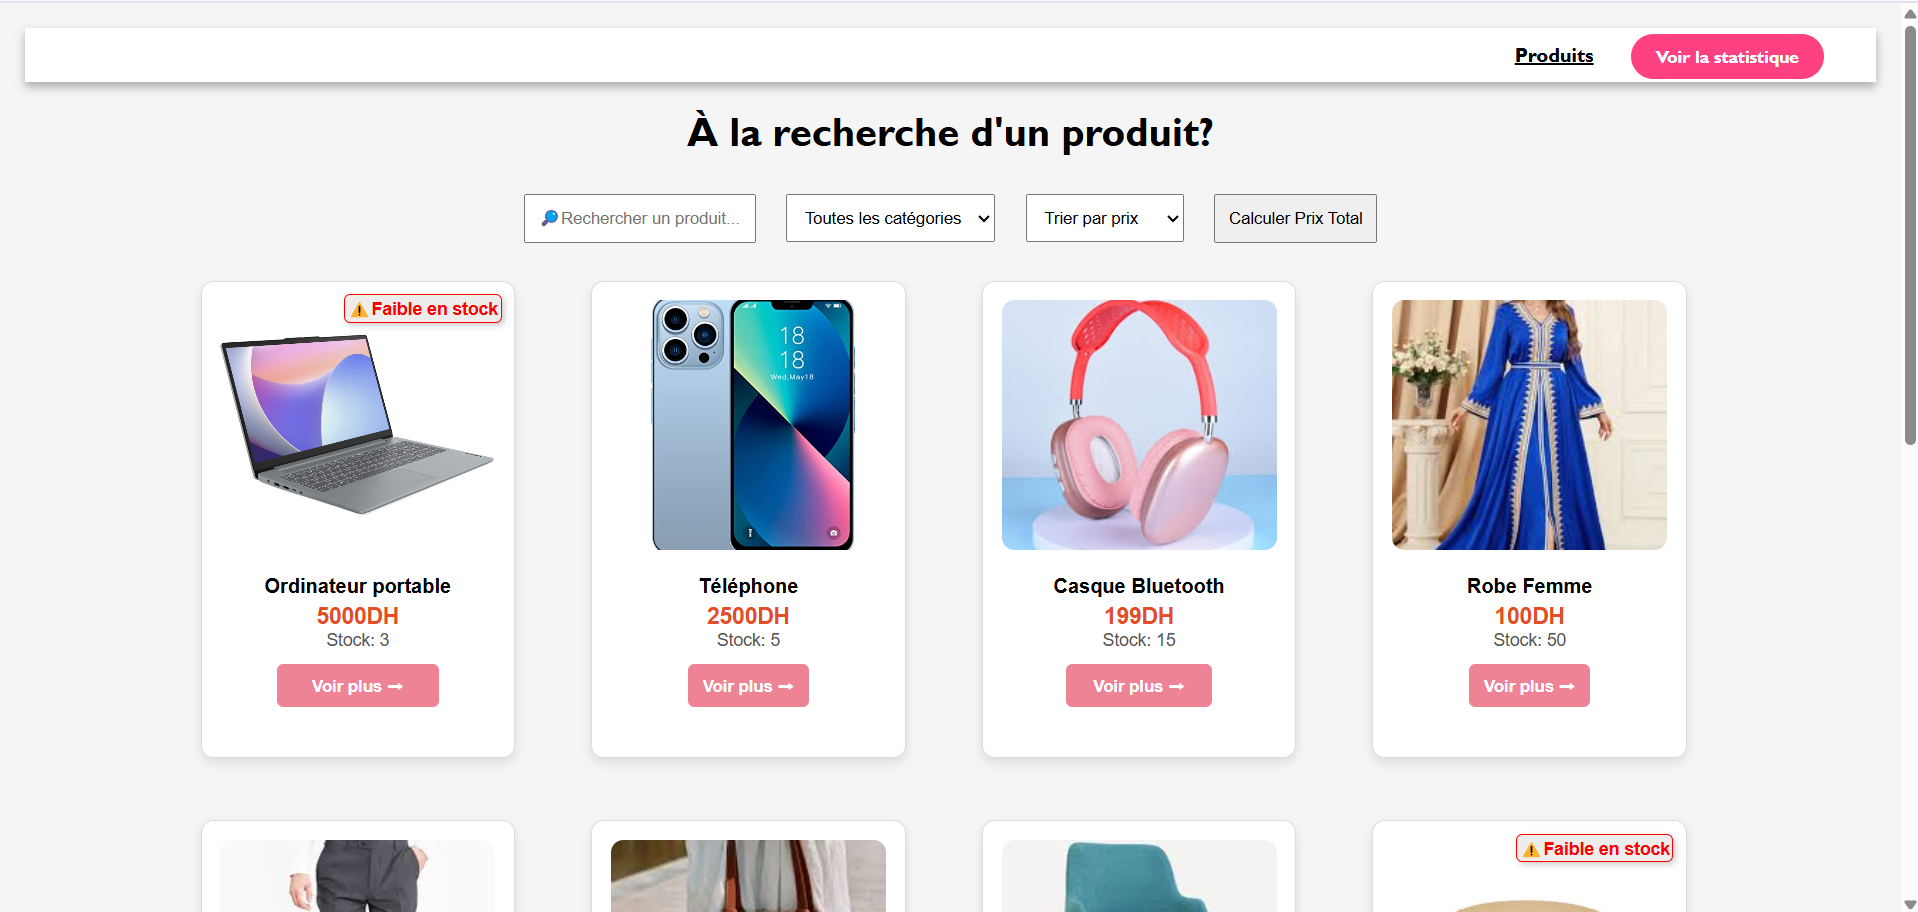 Produits
Voir la statistique
À la recherche d'un produit?
🔎Rechercher un produit...
Toutes les catégories
Trier par prix
Calculer Prix Total
⚠️ Faible en stock
Ordinateur portable
5000DH
Stock: 3
Voir plus ➞
18
18
Wed,May18
Téléphone
2500DH
Stock: 5
Voir plus ➞
Casque Bluetooth
199DH
Stock: 15
Voir plus ➞
Robe Femme
100DH
Stock: 50
Voir plus ➞
⚠️ Faible en stock